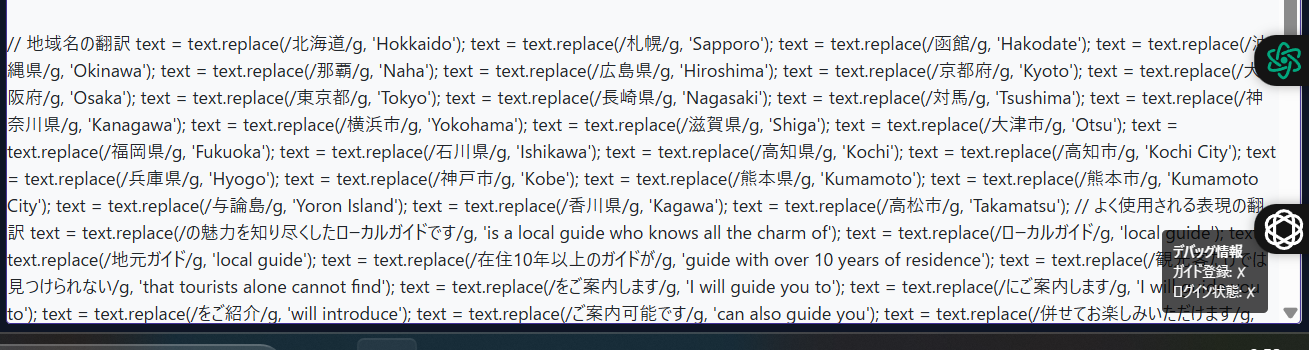 // 地域名の翻訳 text = text.replace(/北海道/g, 'Hokkaido'); text = text.replace(/札幌/g, 'Sapporo'); text = text.replace(/函館/g, 'Hakodate'); text = text.replace(/沖
縄県/g, 'Okinawa'); text = text.replace(/那覇/g, 'Naha'); text = text.replace(/広島県/g, 'Hiroshima'); text = text.replace(/京都府/g, 'Kyoto'); text = text.replace(/大
阪府/g, 'Osaka'); text = text.replace(/東京都/g, 'Tokyo'); text = text.replace(/長崎県/g, 'Nagasaki'); text = text.replace(/対馬/g, 'Tsushima'); text = text.replace(/神
奈川県/g, 'Kanagawa'); text = text.replace(/横浜市/g, 'Yokohama'); text = text.replace(/滋賀県/g, 'Shiga'); text = text.replace(/大津市/g, 'Otsu'); text =
text.replace(/福岡県/g, 'Fukuoka'); text = text.replace(/石川県/g, 'Ishikawa'); text = text.replace(/高知県/g, 'Kochi'); text = text.replace(/高知市/g, 'Kochi City'); text
= text.replace(/兵庫県/g, 'Hyogo'); text = text.replace(/神戸市/g, 'Kobe'); text = text.replace(/熊本県/g, 'Kumamoto'); text = text.replace(/熊本市/g, 'Kumamoto
City'); text = text.replace(/与論島/g, 'Yoron Island'); text = text.replace(/香川県/g, 'Kagawa'); text = text.replace(/高松市/g, 'Takamatsu'); // よく使用される表現の翻
訳 text = text.replace(/の魅力を知り尽くしたローカルガイドです/g, 'is a local guide who knows all the charm of'); text = text.replace(/ローカルガイド/g, 'local guide'); text =
text.replace(/地元ガイド/g, 'local guide'); text = text.replace(/在住10年以上のガイドが/g, 'guide with over 10 years of residence'); text = text.replace(/観光客だけでは
見つけられない/g, 'that tourists alone cannot find'); text = text.replace(/をご案内します/g, 'I will guide you to'); text = text.replace(/にご案内します/g, 'I will guide you
to'); text = text.replace(/をご紹介/g, 'will introduce'); text = text.replace(/ご案内可能です/g, 'can also guide you'); text = text.replace(/併せてお楽しみいただけます/g,
デバッグ情報
ガイド登録: ✗
ログイン状態: ✗